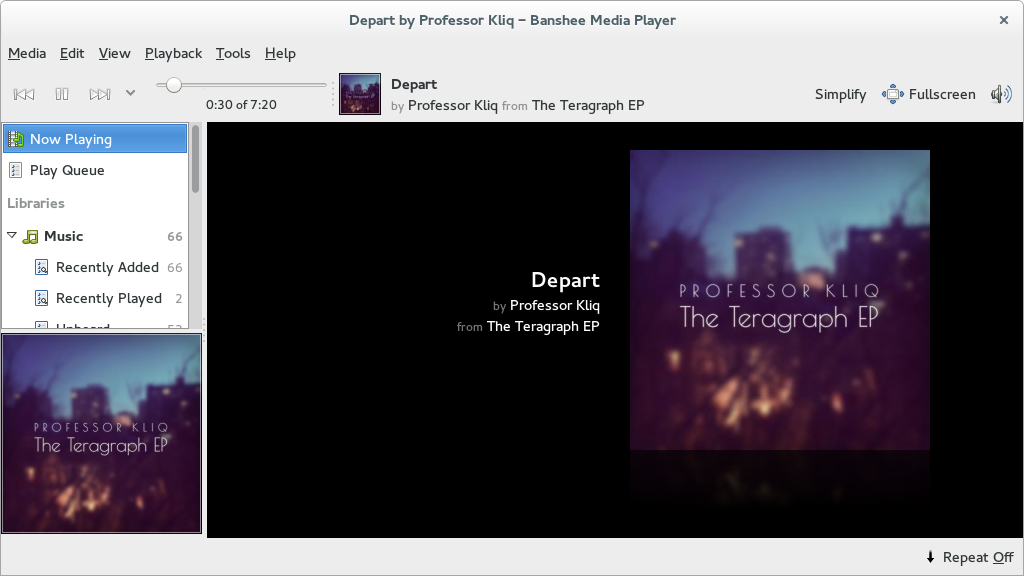 Depart by Professor Kliq – Banshee Media Player
Media Edit View Playback Tools Help
0:30 of 7:20
Depart
by Professor Kliq from The Teragraph EP
Simplify Fullscreen
Now Playing
Play Queue
Libraries
Music 66
Recently Added 66
Recently Played 2
PROFESSOR KLIQ
The Teragraph EP
Depart
by Professor Kliq
from The Teragraph EP
PROFESSOR KLIQ
The Teragraph EP
Repeat Off